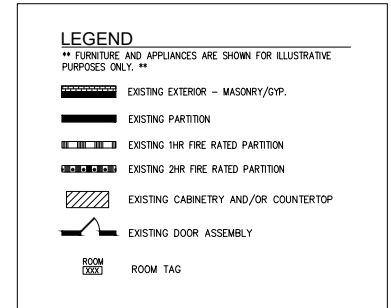 LEGEND
** FURNITURE AND APPLIANCES ARE SHOWN FOR ILLUSTRATIVE
PURPOSES ONLY. **
EXISTING EXTERIOR – MASONRY/GYP.
EXISTING PARTITION
EXISTING 1HR FIRE RATED PARTITION
EXISTING 2HR FIRE RATED PARTITION
EXISTING CABINETRY AND/OR COUNTERTOP
EXISTING DOOR ASSEMBLY
ROOM
XXX
ROOM TAG